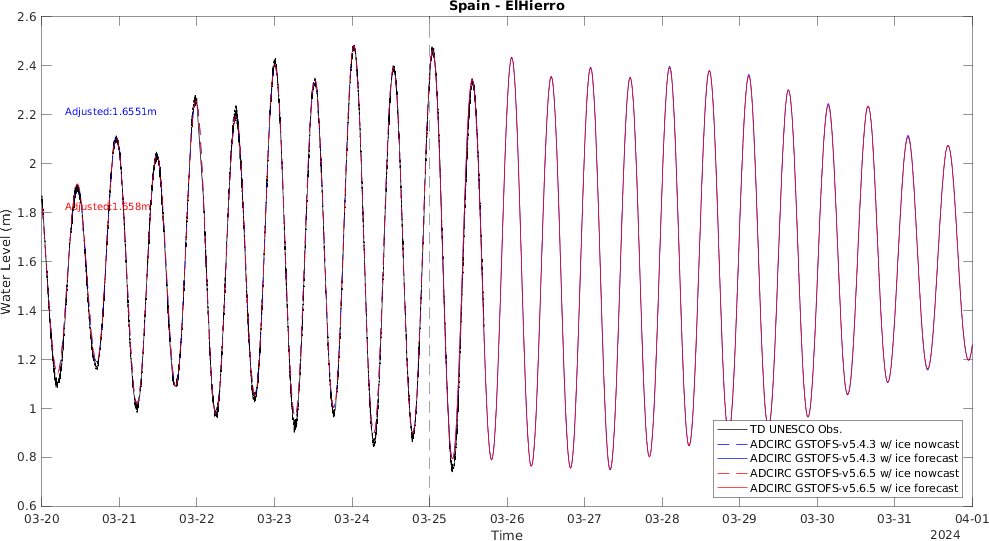 Spain - ElHierro
2.6
2.4
2.2
2
1.8
1.6
1.4
1.2
1
0.8
0.6
Water Level (m)
Adjusted:1.6551m
Adjusted:1.658m
TD UNESCO Obs.
ADCIRC GSTOFS-v5.4.3 w/ ice nowcast
ADCIRC GSTOFS-v5.4.3 w/ ice forecast
ADCIRC GSTOFS-v5.6.5 w/ ice nowcast
ADCIRC GSTOFS-v5.6.5 w/ ice forecast
03-20 03-21 03-22 03-23 03-24 03-25 03-26 03-27 03-28 03-29 03-30 03-31 04-01
Time
2024